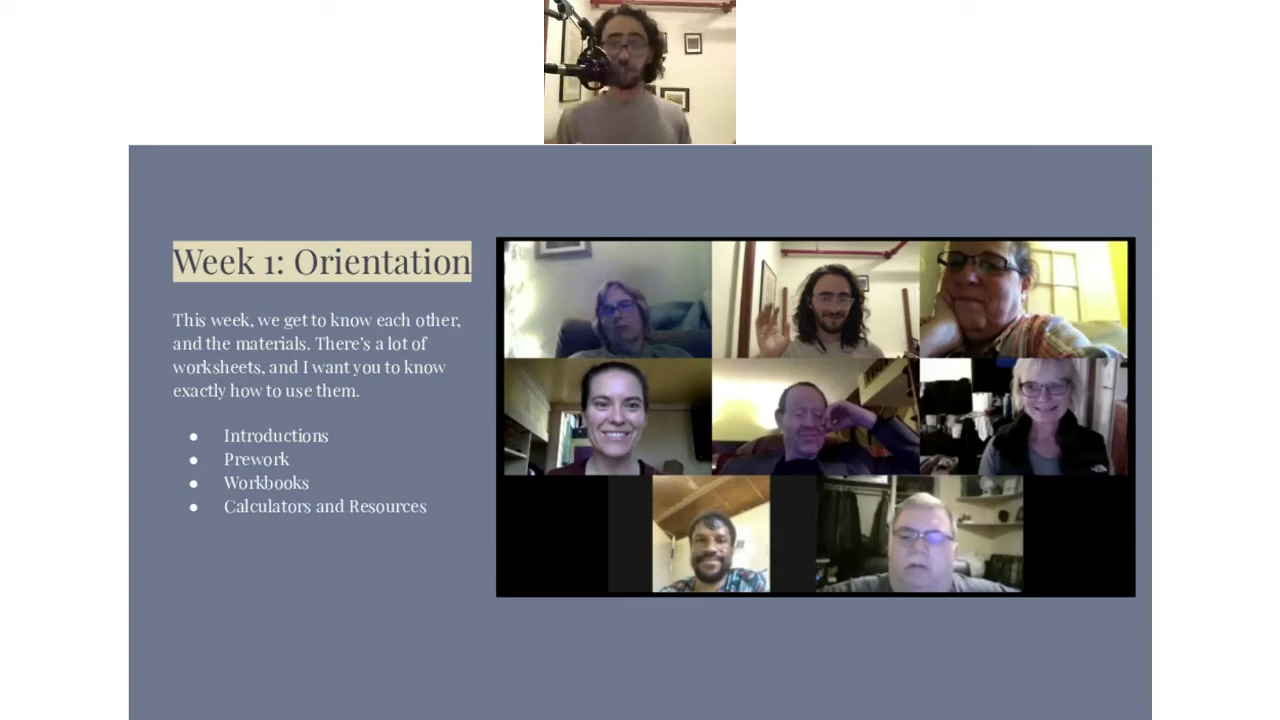 Week 1: Orientation
This week, we get to know each other,
and the materials. There's a lot of
worksheets, and I want you to know
exactly how to use them.
● Introductions
● Prework
● Workbooks
● Calculators and Resources